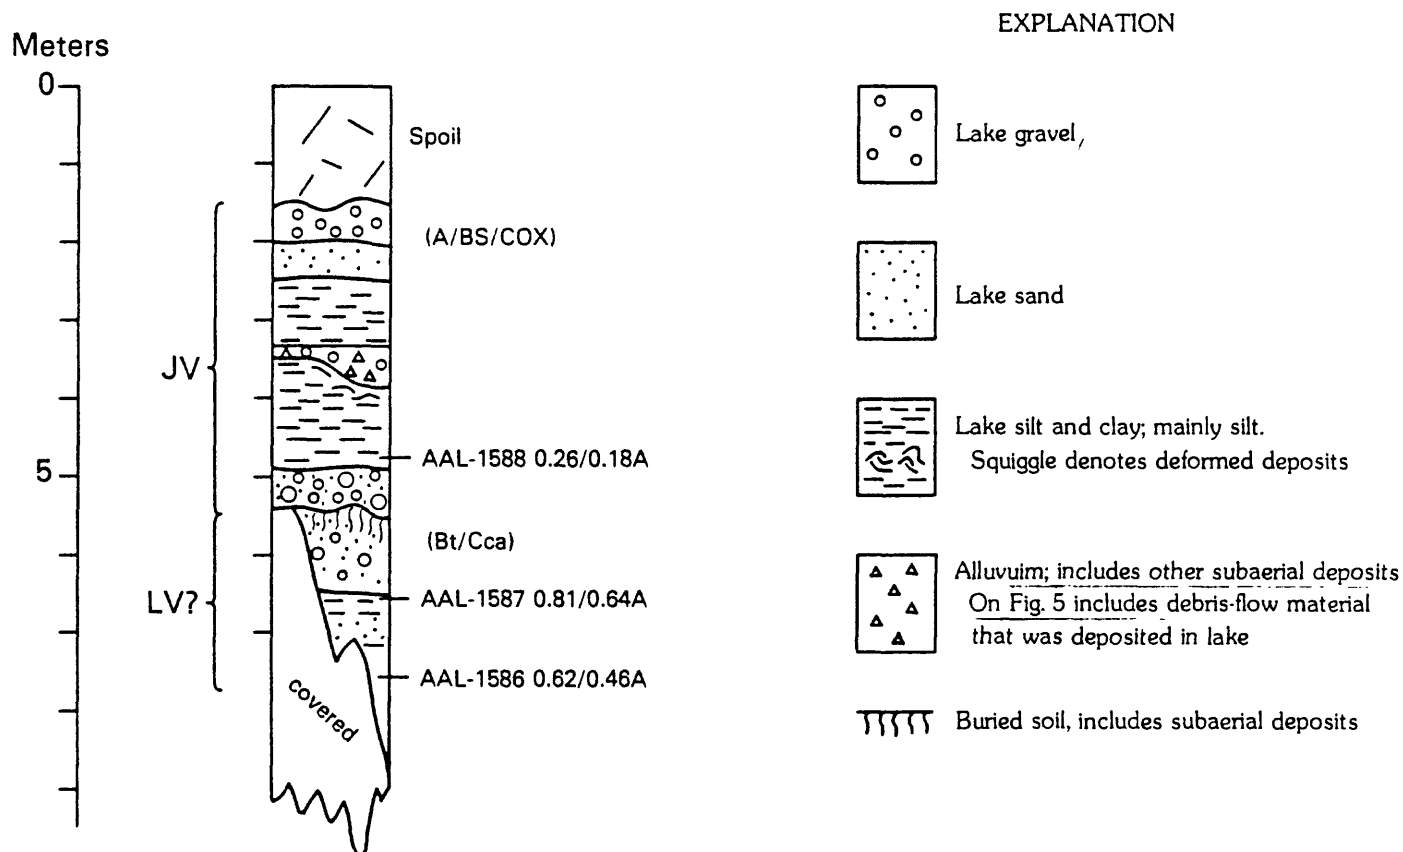 EXPLANATION
Meters
0
Spoil
Lake gravel,
(A/BS/COX)
Lake sand
JV
Lake silt and clay; mainly silt.
Squiggle denotes deformed deposits
AAL-1588 0.26/0.18A
5
(Bt/Cca)
Alluvuim; includes other subaerial deposits
On Fig. 5 includes debris-flow material
that was deposited in lake
LV?
AAL-1587 0.81/0.64A
AAL-1586 0.62/0.46A
covered
Buried soil, includes subaerial deposits